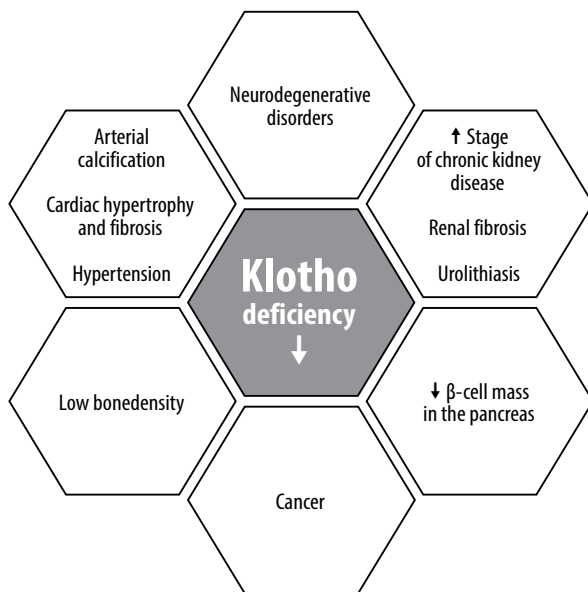 Neurodegenerative
disorders
Arterial
calcification
Cardiac hypertrophy
and fibrosis
Hypertension
↑ Stage
of chronic kidney
disease
Renal fibrosis
Urolithiasis
Klotho
deficiency
↓
Low bonedensity
↓ β-cell mass
in the pancreas
Cancer